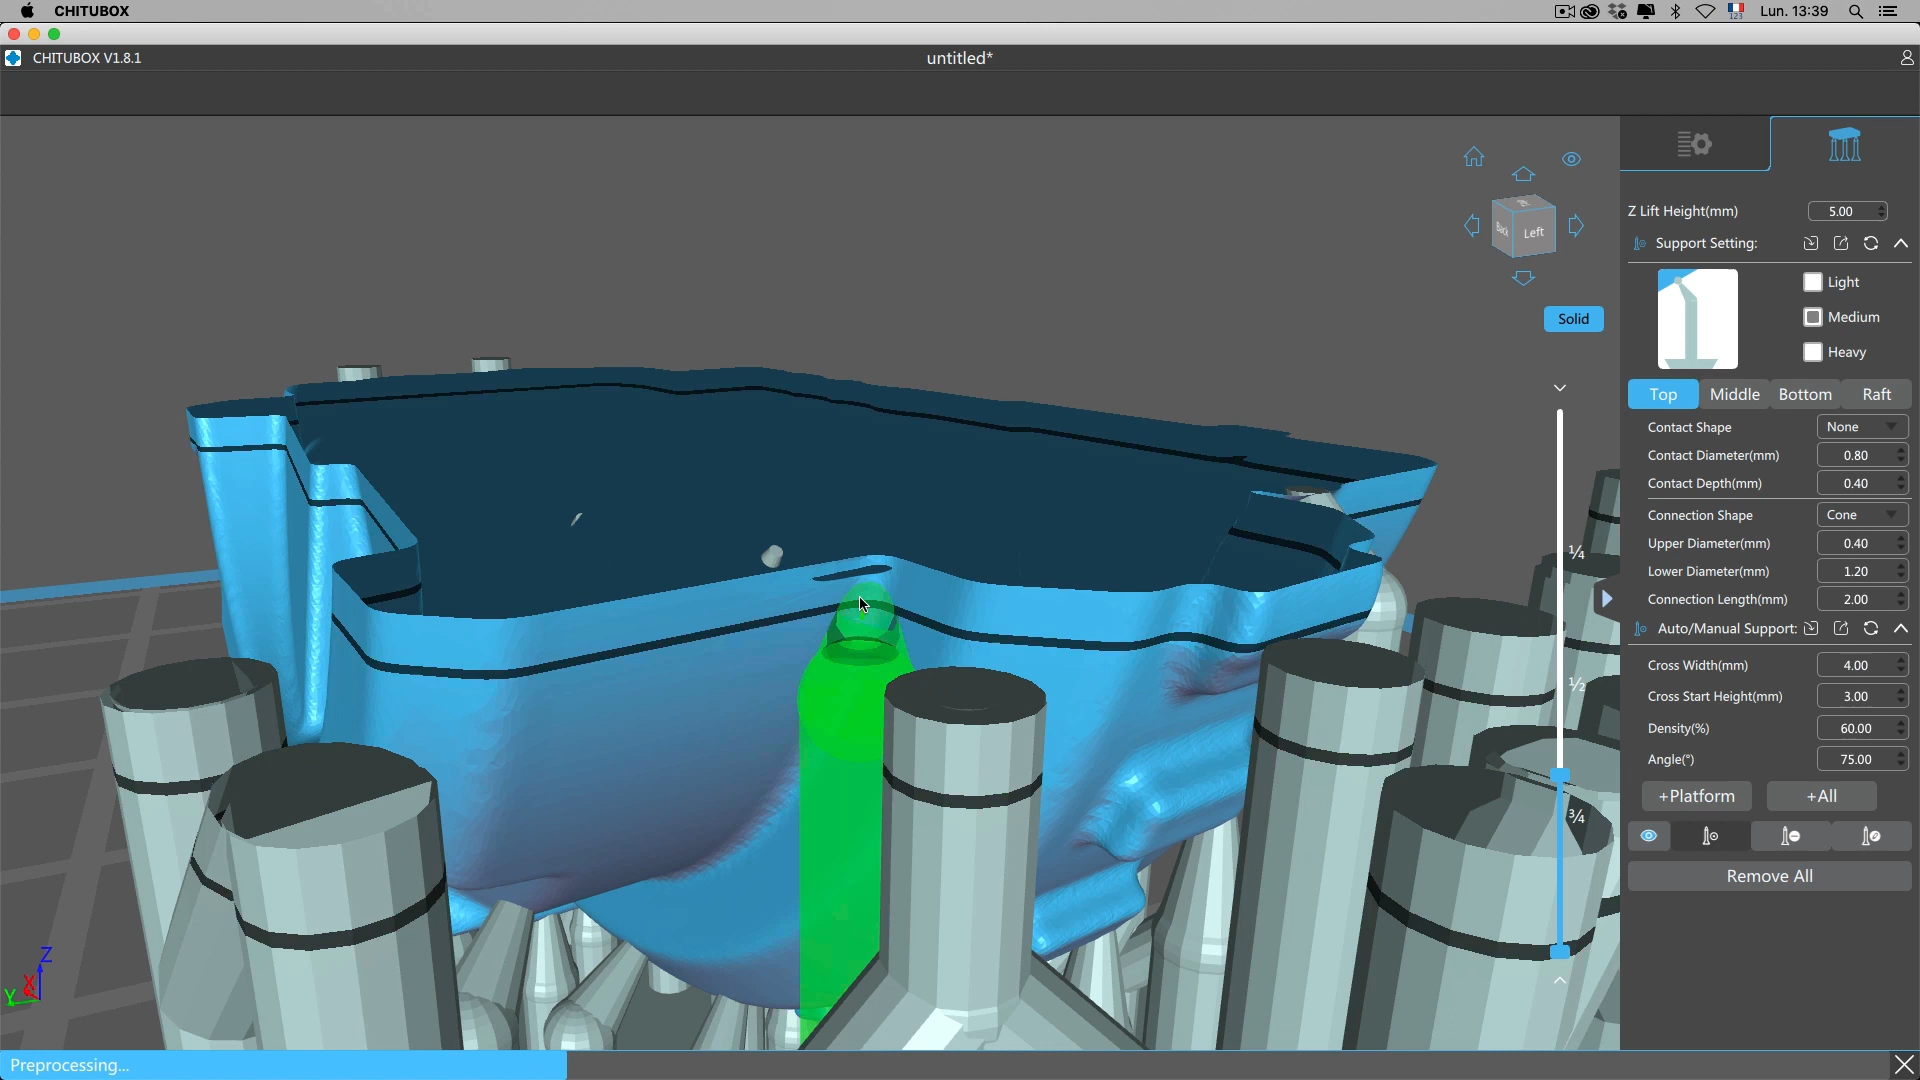 CHITUBOX
123
Lun. 13:39
CHITUBOX V1.8.1
untitled*
Back
Left
Solid
¼
½
¾
Z Lift Height(mm) 5.00
Support Setting:
Light
Medium
Heavy
Top Middle Bottom Raft
Contact Shape None
Contact Diameter(mm) 0.80
Contact Depth(mm) 0.40
Connection Shape Cone
Upper Diameter(mm) 0.40
Lower Diameter(mm) 1.20
Connection Length(mm) 2.00
Auto/Manual Support:
Cross Width(mm) 4.00
Cross Start Height(mm) 3.00
Density(%) 60.00
Angle(°) 75.00
+Platform +All
Remove All
Z
X
Y
Preprocessing...